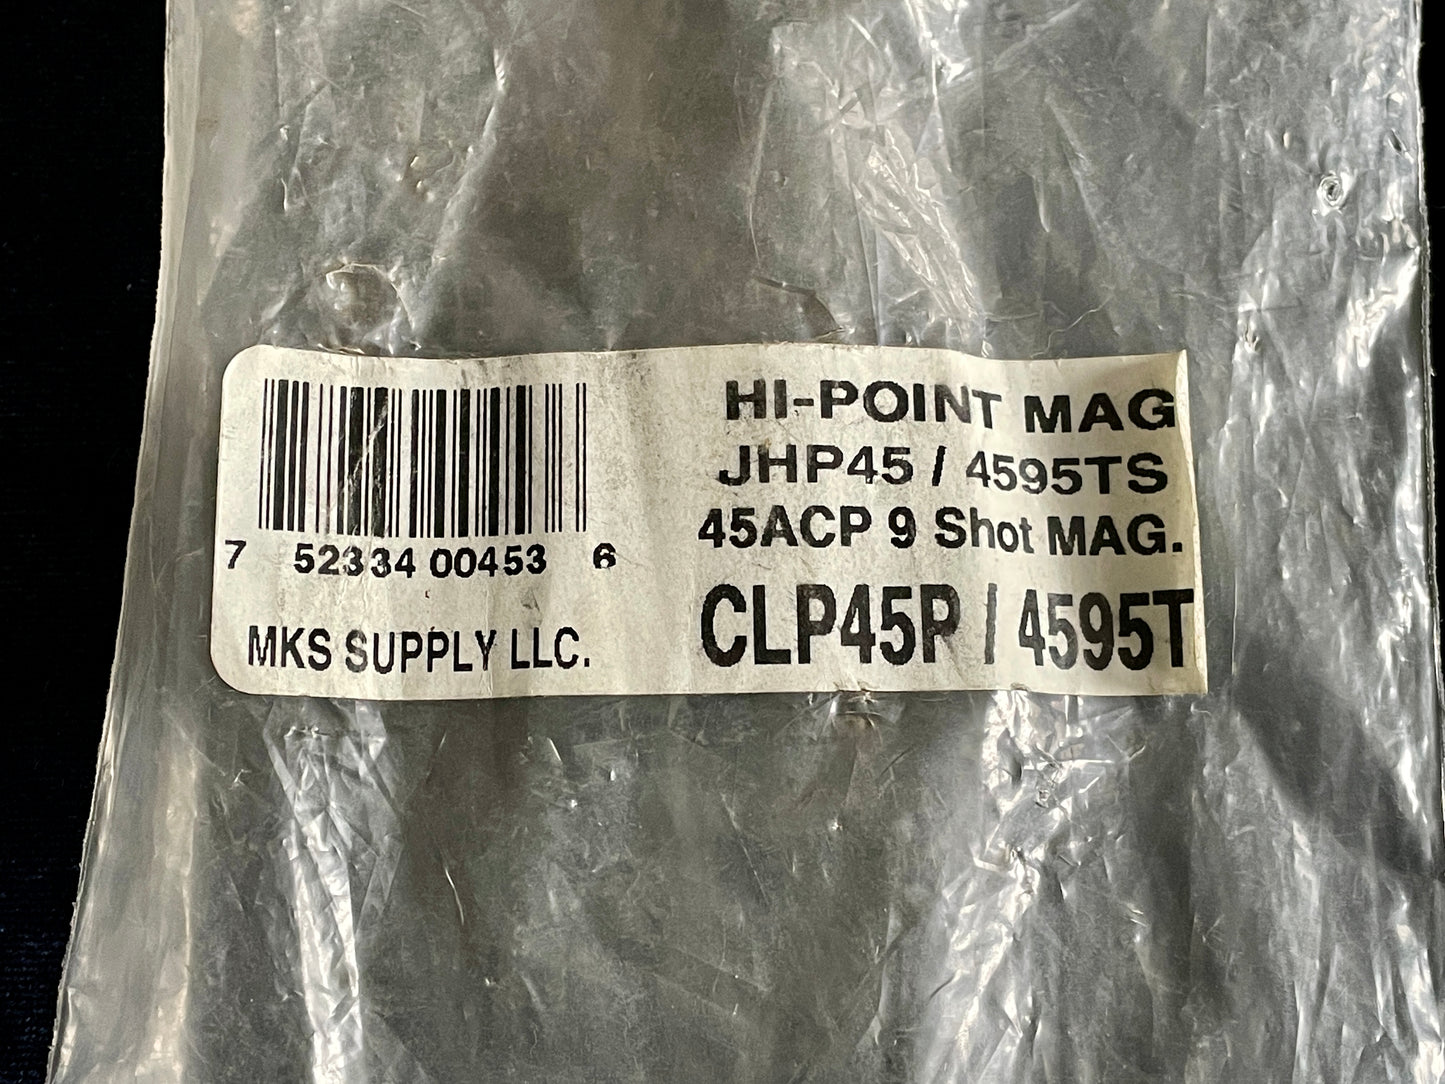 7 52334 00453 6
MKS SUPPLY LLC.
HI-POINT MAG
JHP45 / 4595TS
45ACP 9 Shot MAG.
CLP45P / 4595T